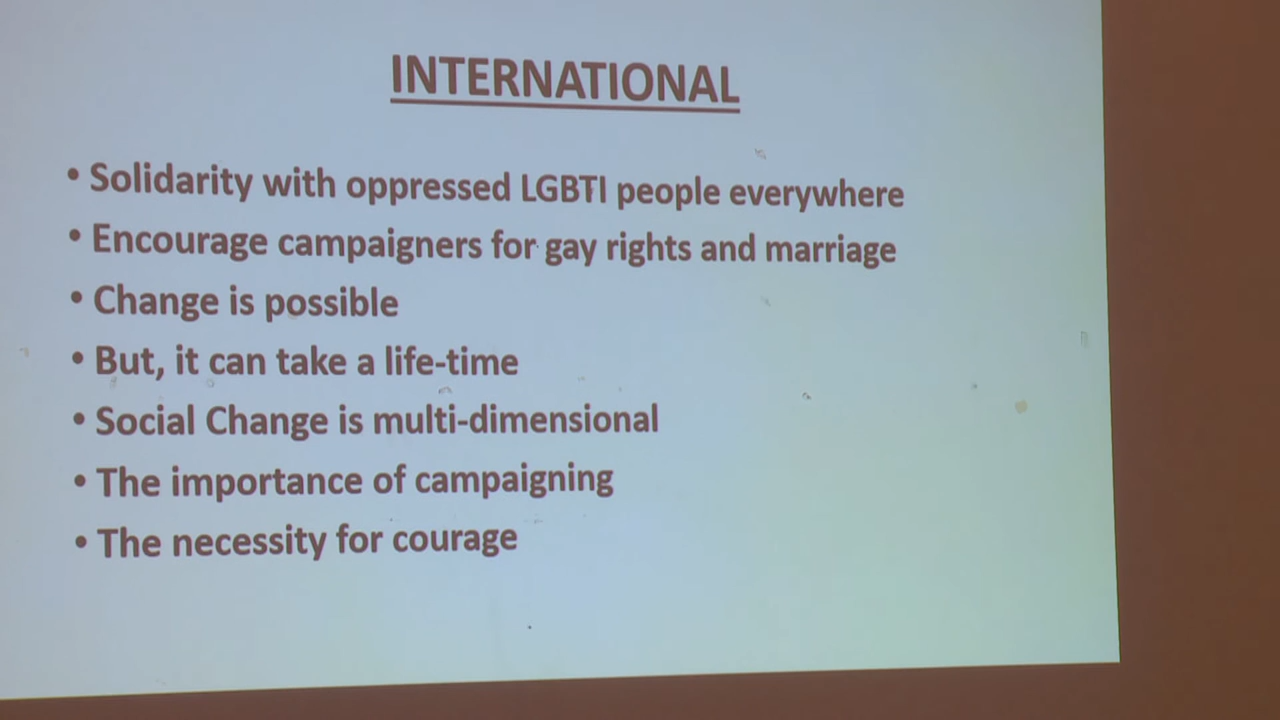 INTERNATIONAL
• Solidarity with oppressed LGBTI people everywhere
• Encourage campaigners for gay rights and marriage
• Change is possible
• But, it can take a life-time
• Social Change is multi-dimensional
• The importance of campaigning
• The necessity for courage